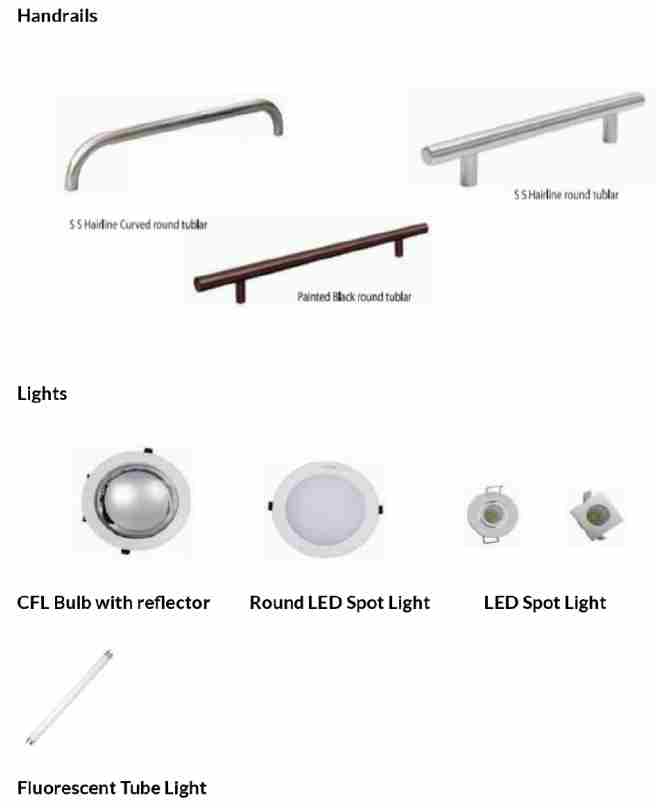 Handrails
S S Hairline Curved round tublar
S S Hairline round tublar
Painted Black round tublar
Lights
CFL Bulb with reflector
Round LED Spot Light
LED Spot Light
Fluorescent Tube Light